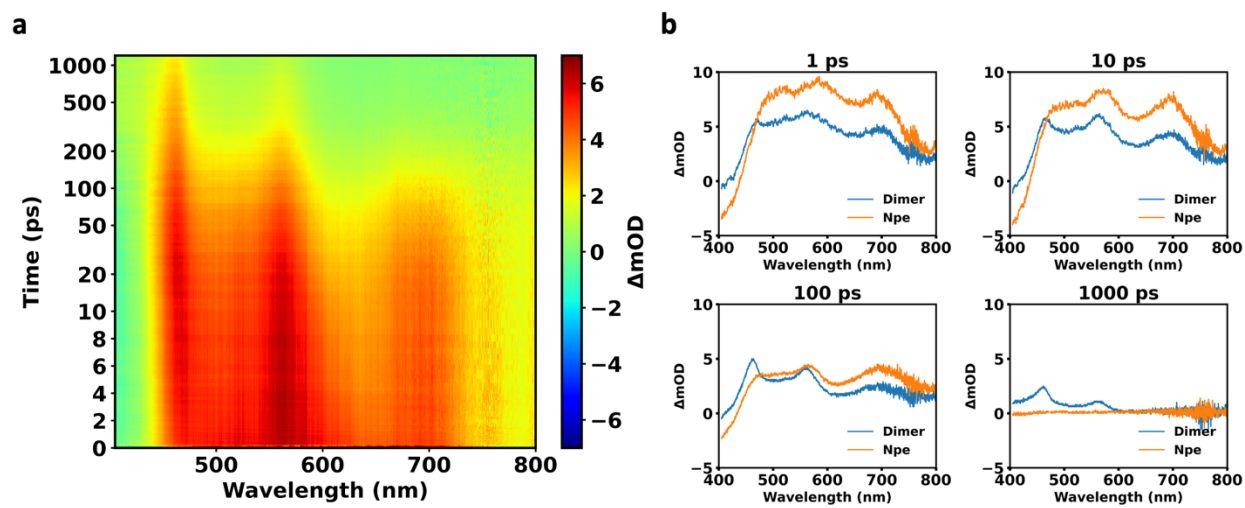 a
1000
500
200
100
50
20
10
8
6
4
2
0
Time (ps)
500 600 700 800
Wavelength (nm)
6
4
2
0
−2
−4
−6
ΔmOD
b
1 ps
10
5
0
−5
ΔmOD
Dimer
Npe
400 500 600 700 800
Wavelength (nm)
10 ps
10
5
0
−5
ΔmOD
Dimer
Npe
400 500 600 700 800
Wavelength (nm)
100 ps
10
5
0
−5
ΔmOD
Dimer
Npe
400 500 600 700 800
Wavelength (nm)
1000 ps
10
5
0
−5
ΔmOD
Dimer
Npe
400 500 600 700 800
Wavelength (nm)